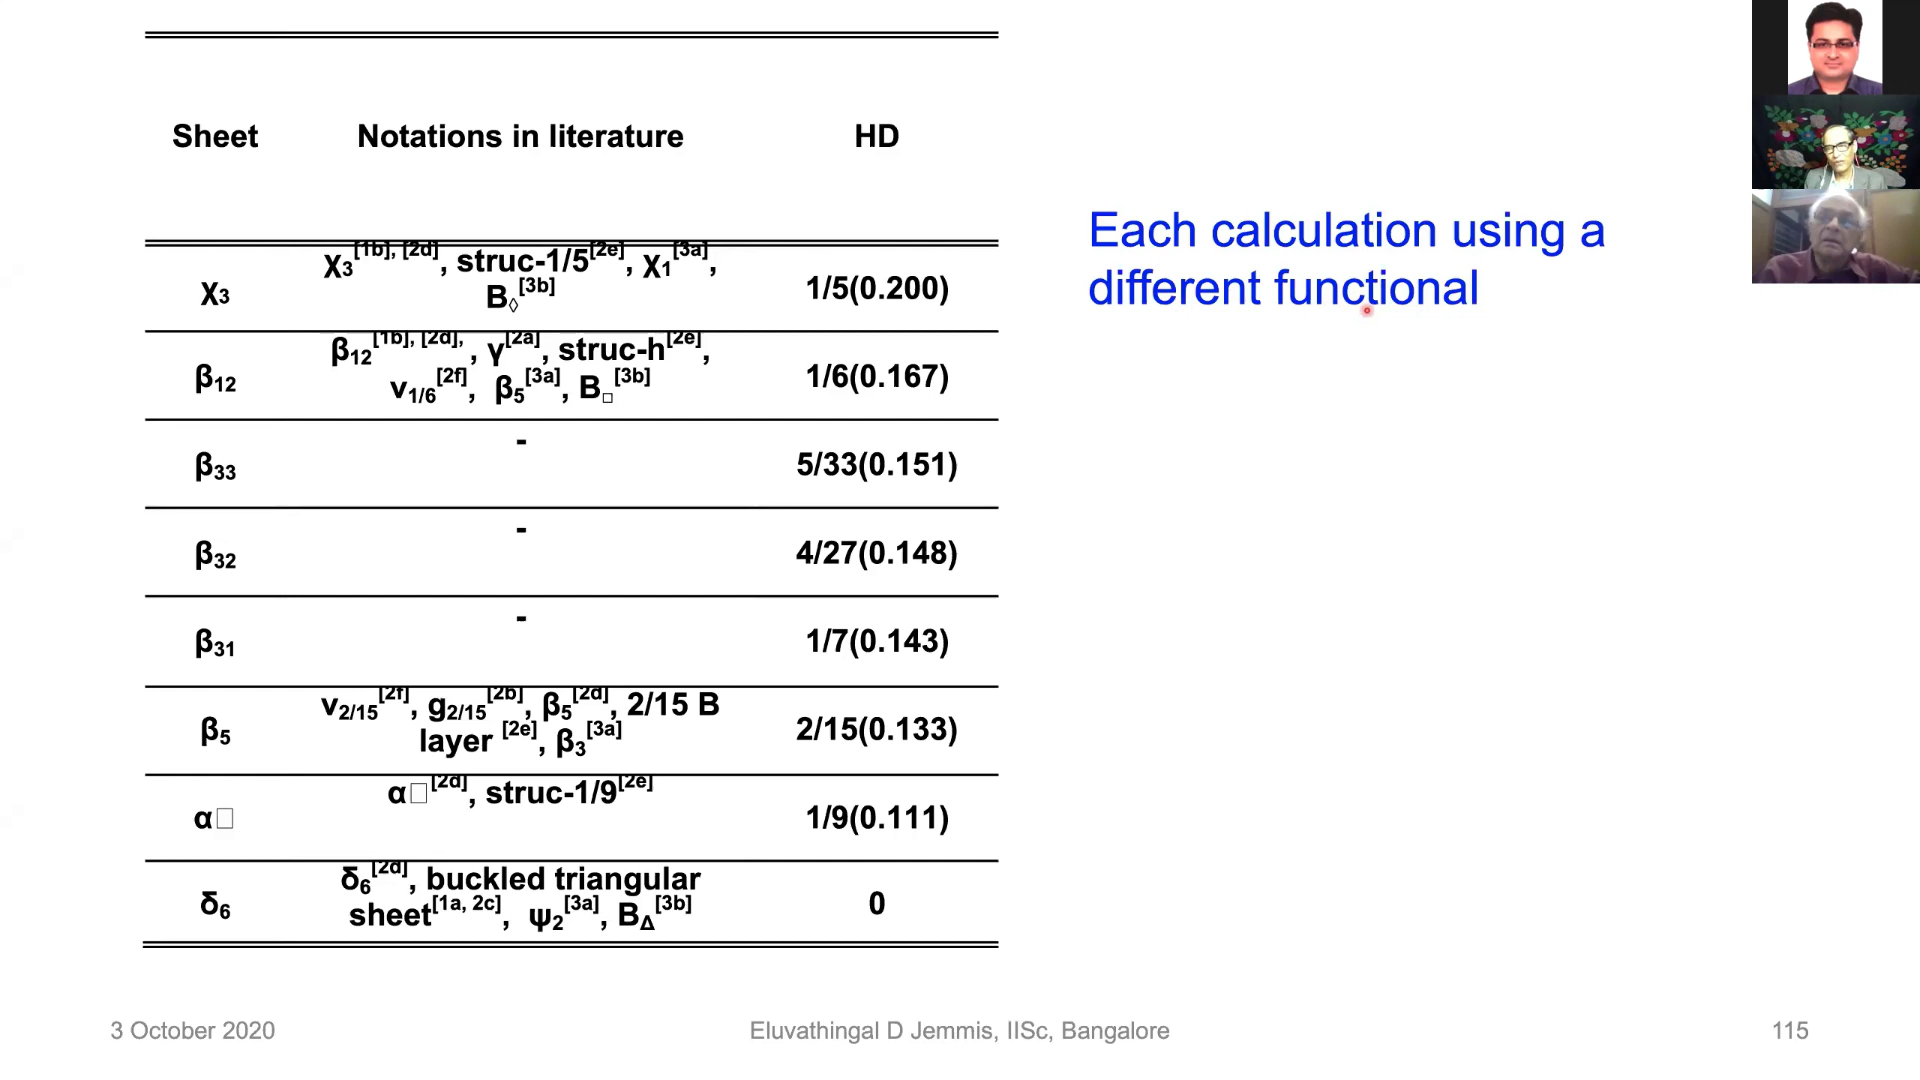 Sheet Notations in literature HD
χ3 χ3[1b], [2d], struc-1/5[2e], χ1[3a], 1/5(0.200)
B◊[3b]
β12 β12[1b], [2d], , γ[2a], struc-h[2e], 1/6(0.167)
v1/6[2f], β5[3a], B□[3b]
β33 - 5/33(0.151)
β32 - 4/27(0.148)
β31 - 1/7(0.143)
β5 v2/15[2f], g2/15[2b], β5[2d], 2/15 B 2/15(0.133)
layer [2e], β3[3a]
α□ α□[2d], struc-1/9[2e] 1/9(0.111)
δ6 δ6[2d], buckled triangular 0
sheet[1a, 2c], ψ2[3a], BΔ[3b]
Each calculation using a
different functional
3 October 2020 Eluvathingal D Jemmis, IISc, Bangalore 115